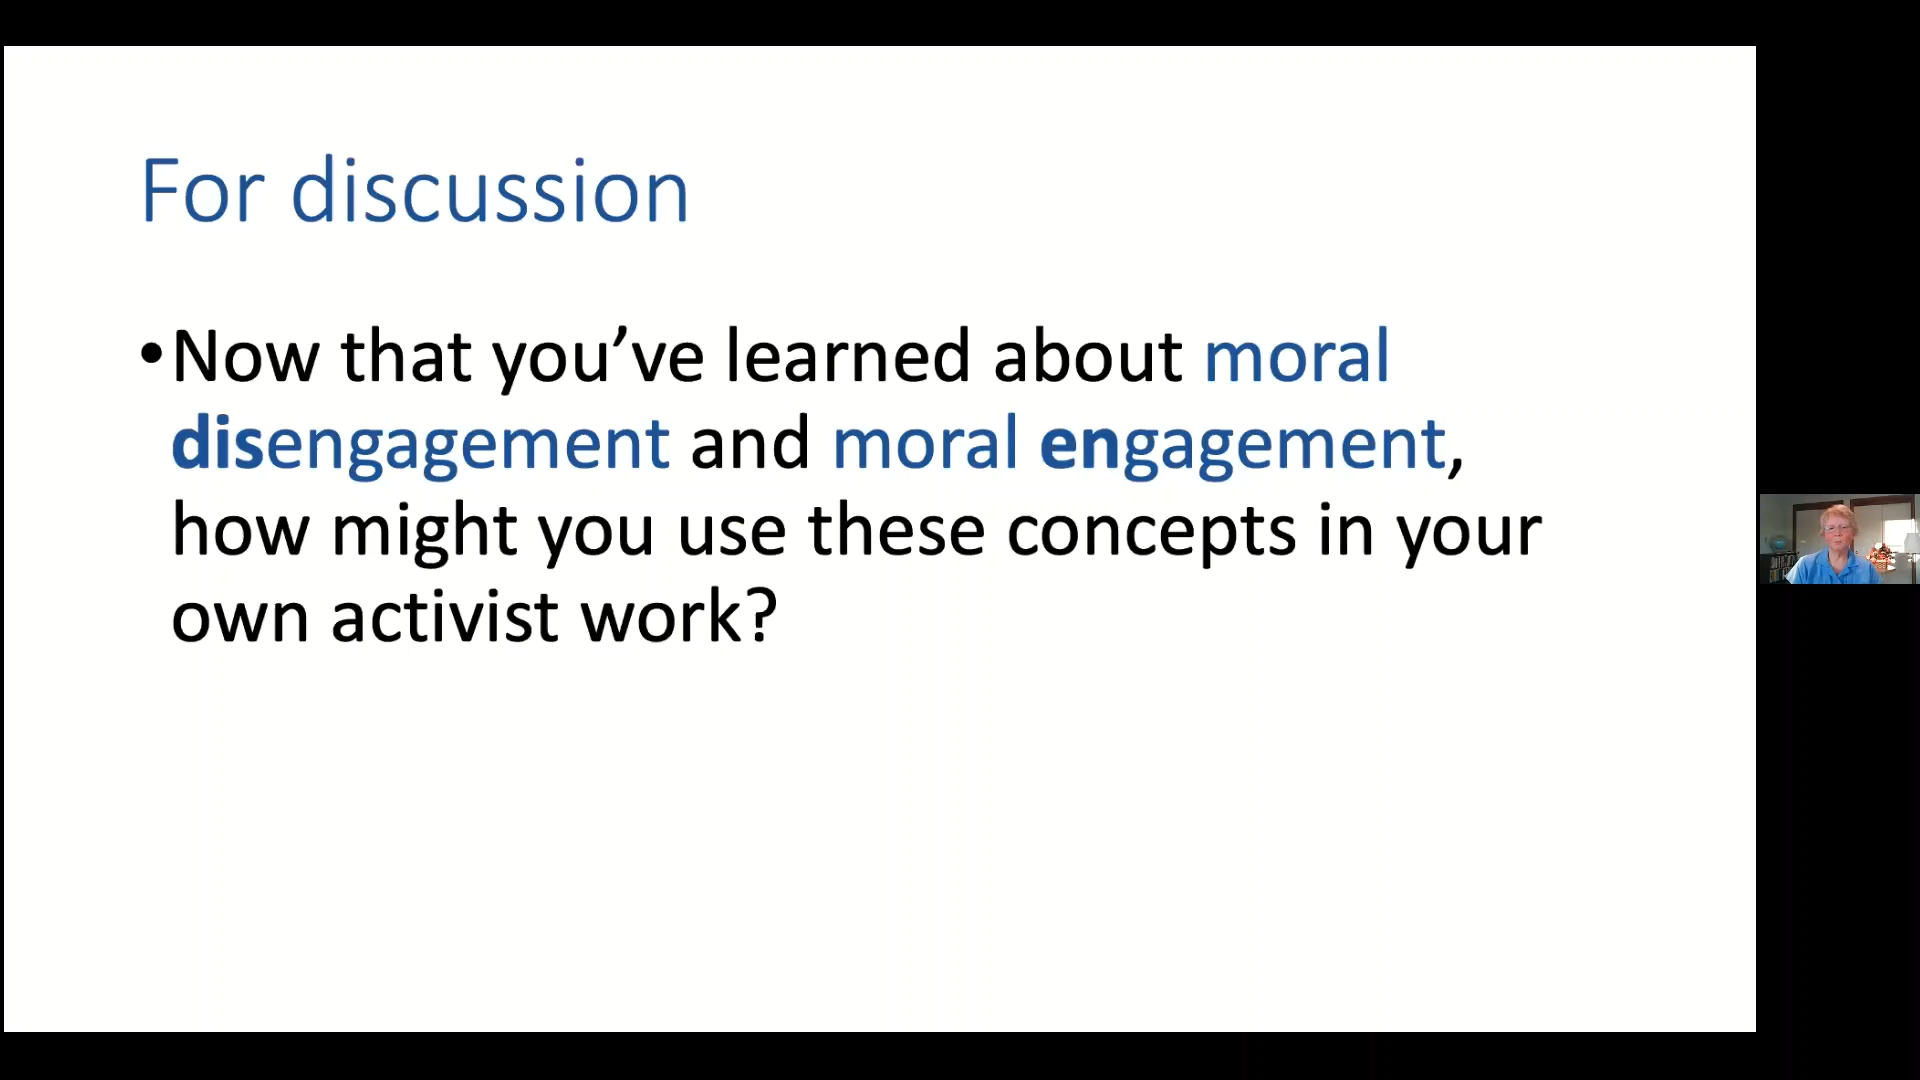 For discussion
•Now that you’ve learned about moral
disengagement and moral engagement,
how might you use these concepts in your
own activist work?